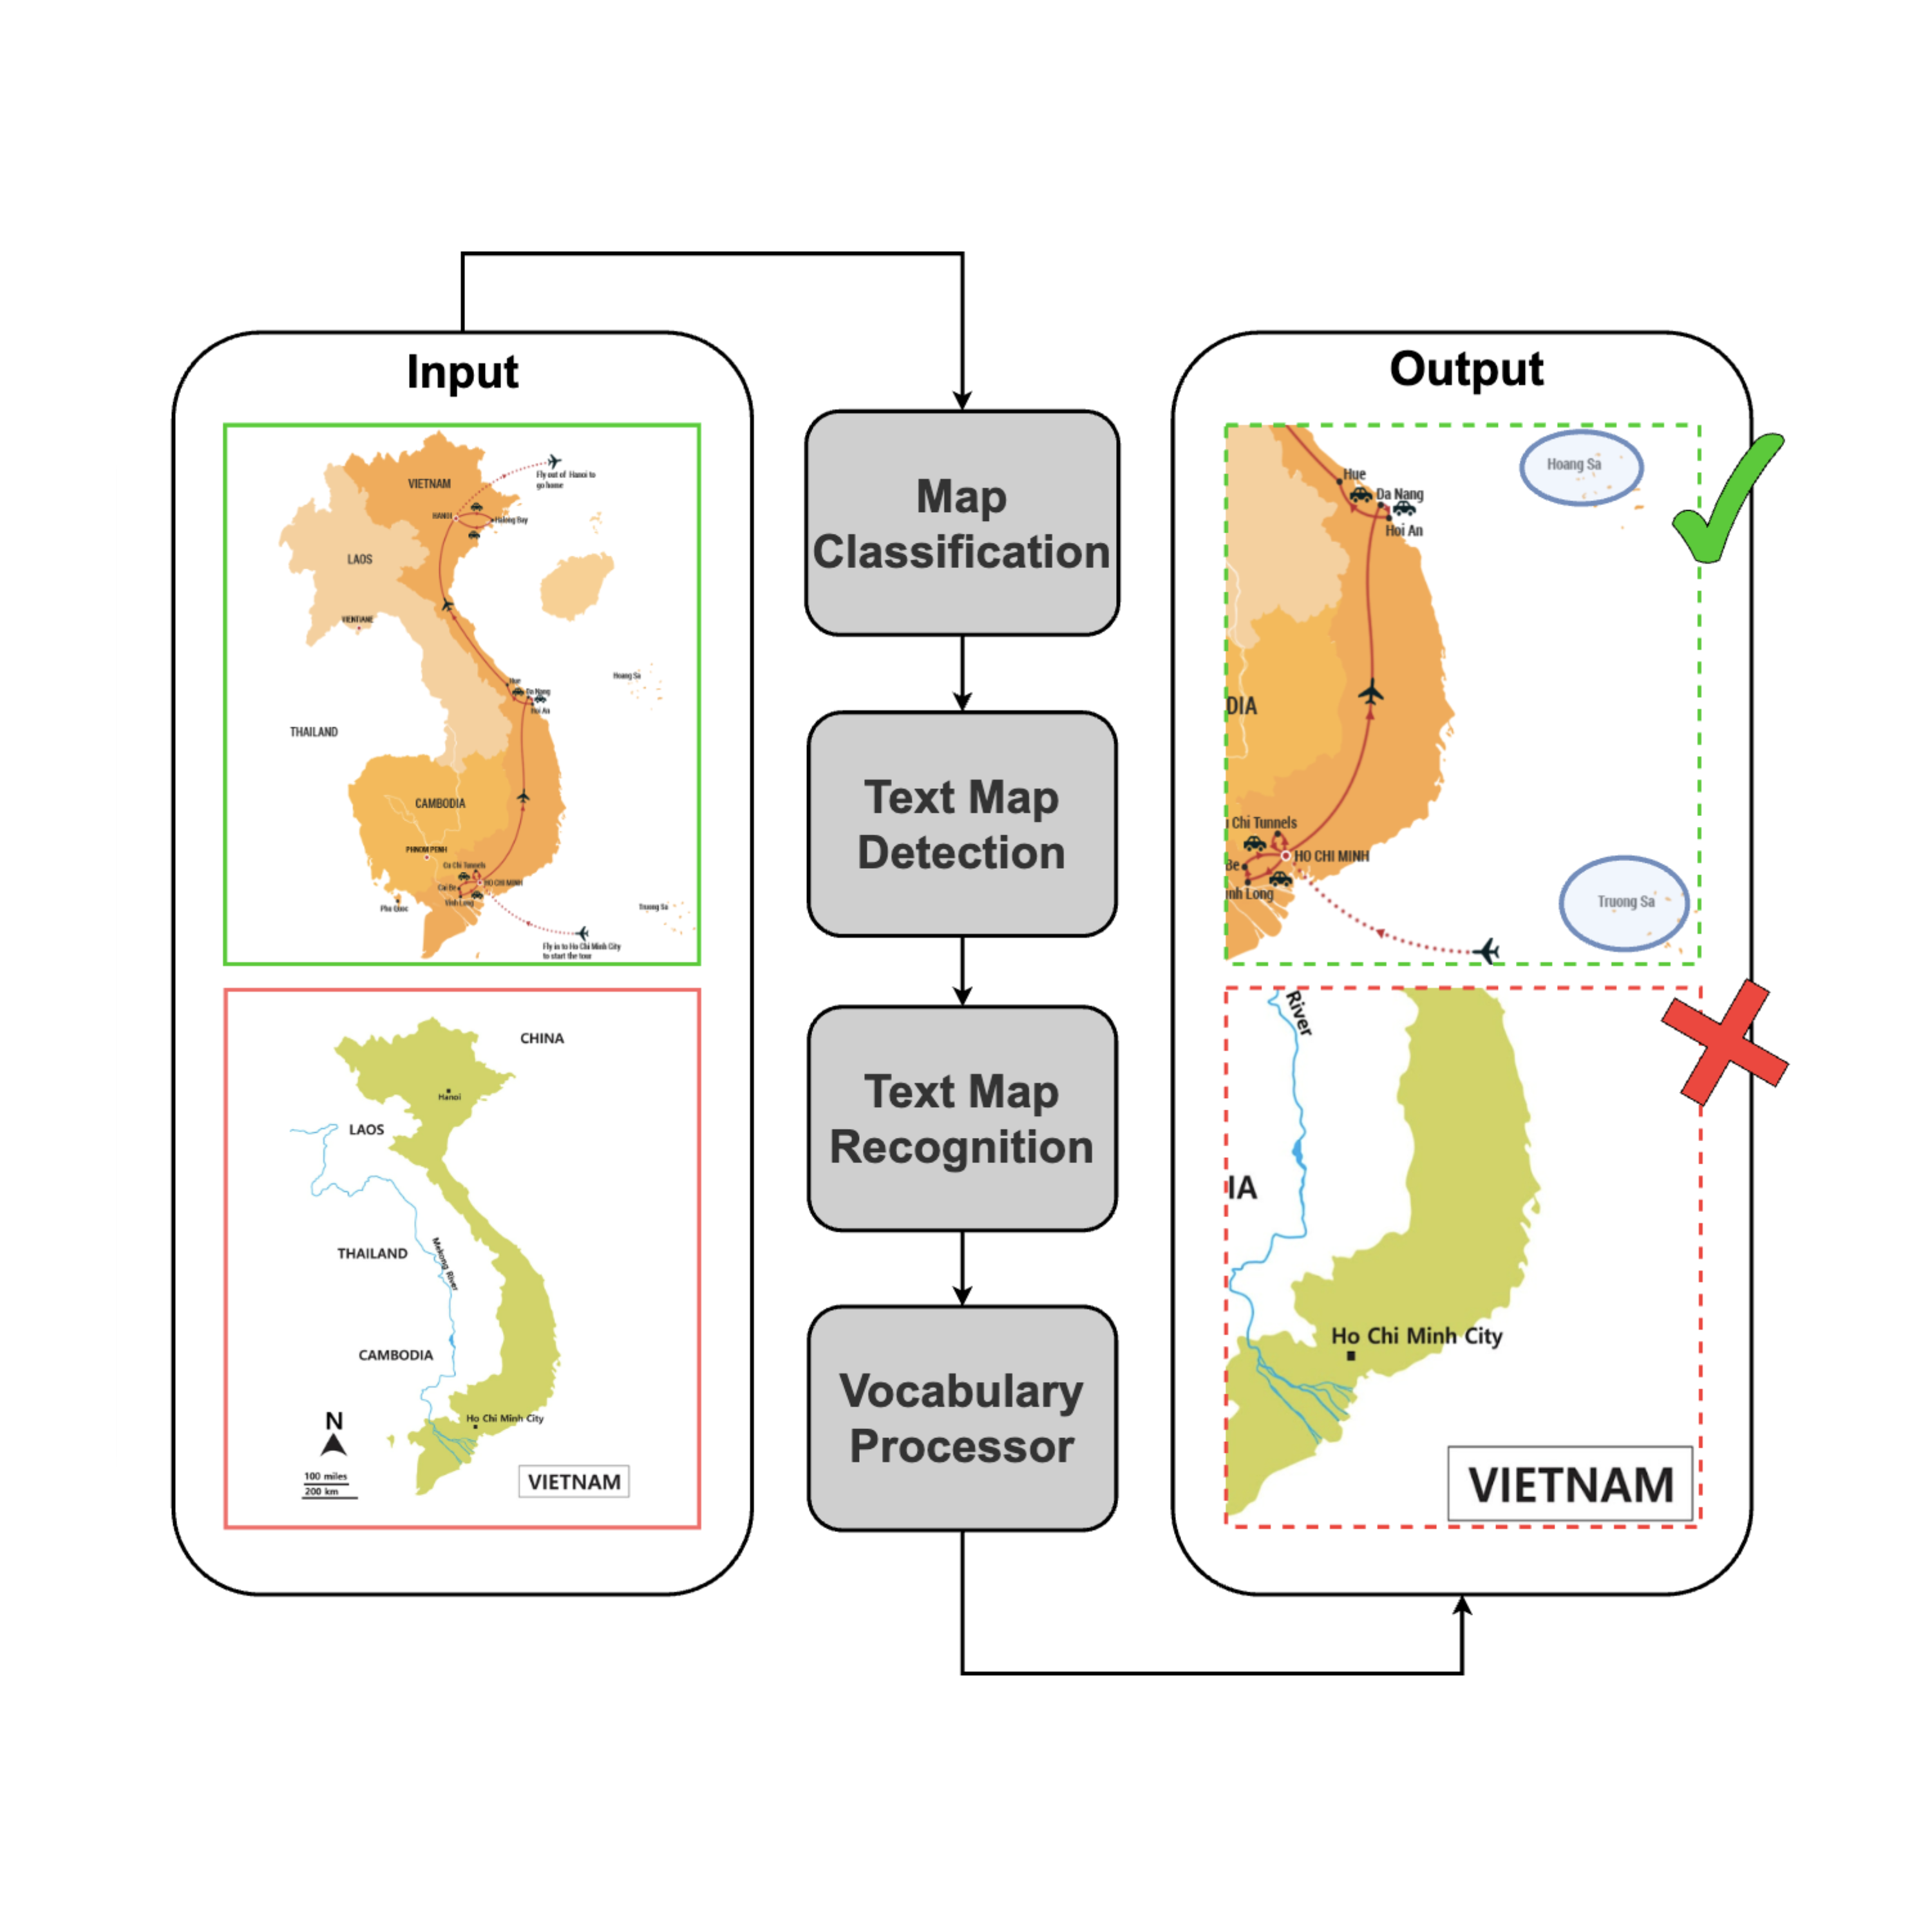 Input
VIETNAM
Fly out of Hanoi to
go home
HANOI
Halong Bay
LAOS
VIENTIANE
Hue
Da Nang
Hoi An
Hoang Sa
THAILAND
CAMBODIA
PHNOM PENH
Cu Chi Tunnels
HO CHI MINH
Cai Be
Vinh Long
Phu Quoc
Truong Sa
Fly in to Ho Chi Minh City
to start the tour
CHINA
Hanoi
LAOS
THAILAND
Mekong River
CAMBODIA
N
Ho Chi Minh City
100 miles
200 km
VIETNAM
Map
Classification
Text Map
Detection
Text Map
Recognition
Vocabulary
Processor
Output
Hoang Sa
Hue
Da Nang
Hoi An
DIA
Chi Tunnels
HO CHI MINH
Be
nh Long
Truong Sa
River
IA
Ho Chi Minh City
VIETNAM